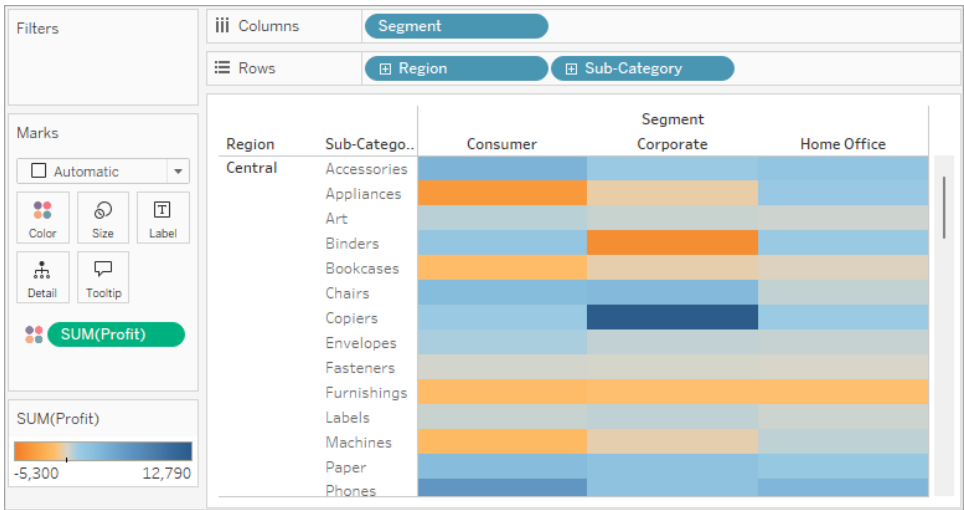 Filters
Columns
Segment
Rows
Region
Sub-Category
Marks
Automatic
Color
Size
T
Label
Detail
Tooltip
SUM(Profit)
SUM(Profit)
-5,300
12,790
Segment
Region
Sub-Catego..
Consumer
Corporate
Home Office
Central
Accessories
Appliances
Art
Binders
Bookcases
Chairs
Copiers
Envelopes
Fasteners
Furnishings
Labels
Machines
Paper
Phones